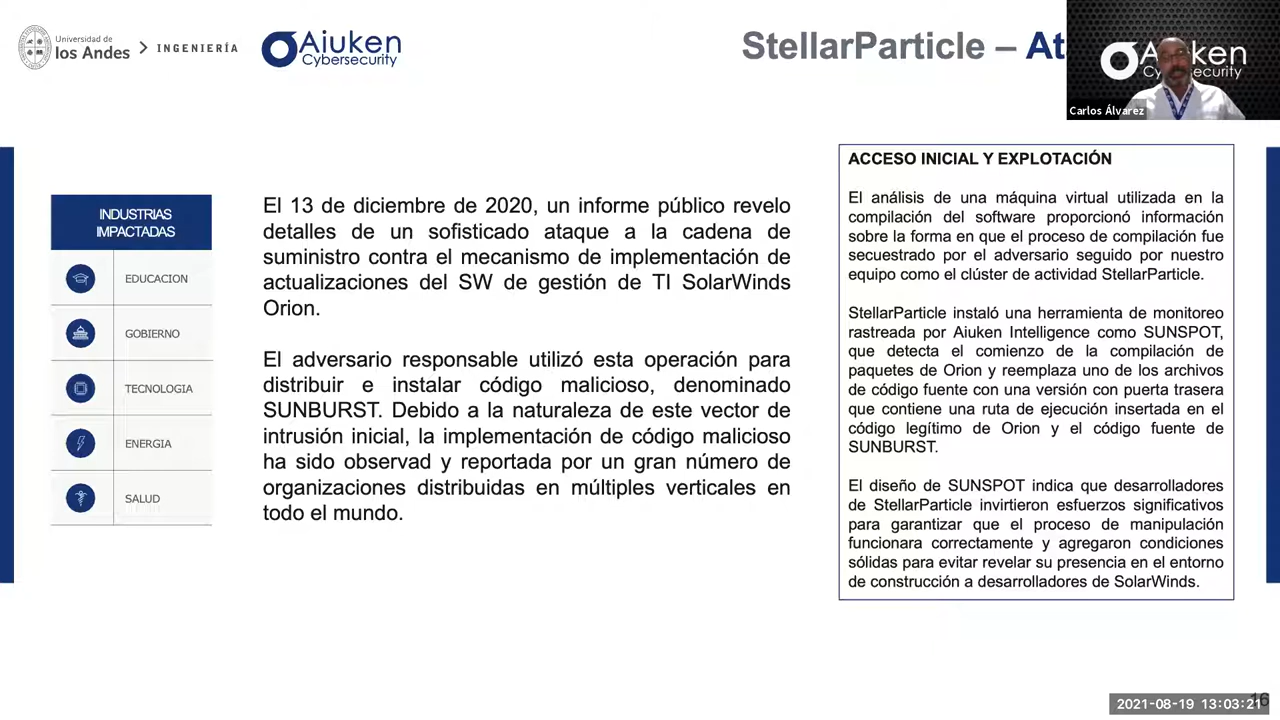 Universidad de
los Andes
INGENIERÍA
Aiuken
Cybersecurity
StellarParticle – At
Carlos Álvarez
INDUSTRIAS
IMPACTADAS
EDUCACION
GOBIERNO
TECNOLOGIA
ENERGIA
SALUD
El 13 de diciembre de 2020, un informe público revelo
detalles de un sofisticado ataque a la cadena de
suministro contra el mecanismo de implementación de
actualizaciones del SW de gestión de TI SolarWinds
Orion.
El adversario responsable utilizó esta operación para
distribuir e instalar código malicioso, denominado
SUNBURST. Debido a la naturaleza de este vector de
intrusión inicial, la implementación de código malicioso
ha sido observad y reportada por un gran número de
organizaciones distribuidas en múltiples verticales en
todo el mundo.
ACCESO INICIAL Y EXPLOTACIÓN
El análisis de una máquina virtual utilizada en la
compilación del software proporcionó información
sobre la forma en que el proceso de compilación fue
secuestrado por el adversario seguido por nuestro
equipo como el clúster de actividad StellarParticle.
StellarParticle instaló una herramienta de monitoreo
rastreada por Aiuken Intelligence como SUNSPOT,
que detecta el comienzo de la compilación de
paquetes de Orion y reemplaza uno de los archivos
de código fuente con una versión con puerta trasera
que contiene una ruta de ejecución insertada en el
código legítimo de Orion y el código fuente de
SUNBURST.
El diseño de SUNSPOT indica que desarrolladores
de StellarParticle invirtieron esfuerzos significativos
para garantizar que el proceso de manipulación
funcionara correctamente y agregaron condiciones
sólidas para evitar revelar su presencia en el entorno
de construcción a desarrolladores de SolarWinds.
16
2021-08-19 13:03:21